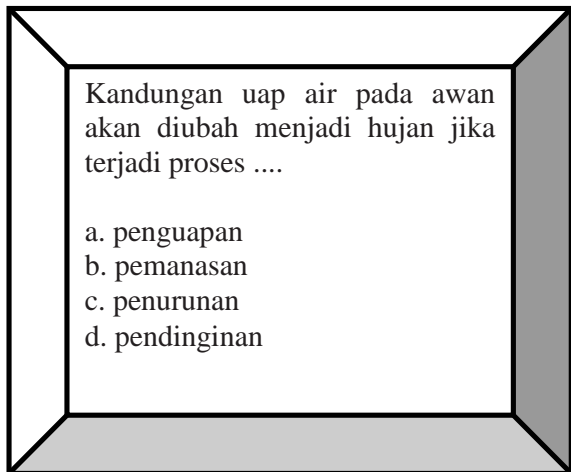 Kandungan uap air pada awan
akan diubah menjadi hujan jika
terjadi proses ....
a. penguapan
b. pemanasan
c. penurunan
d. pendinginan